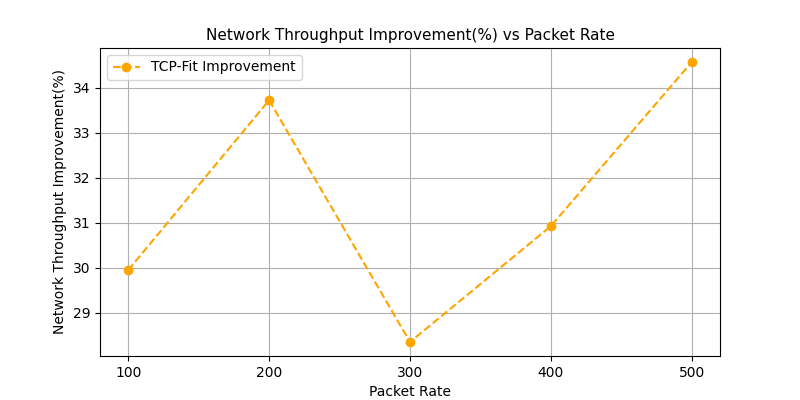 Network Throughput Improvement(%) vs Packet Rate
TCP-Fit Improvement
Network Throughput Improvement(%)
34
33
32
31
30
29
100 200 300 400 500
Packet Rate